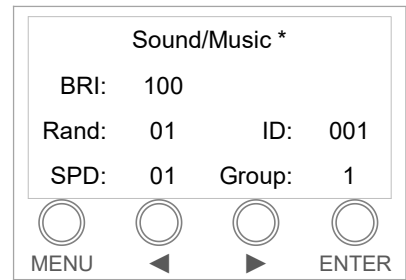 Sound/Music *
BRI: 100
Rand: 01 ID: 001
SPD: 01 Group: 1
MENU ◀ ▶ ENTER